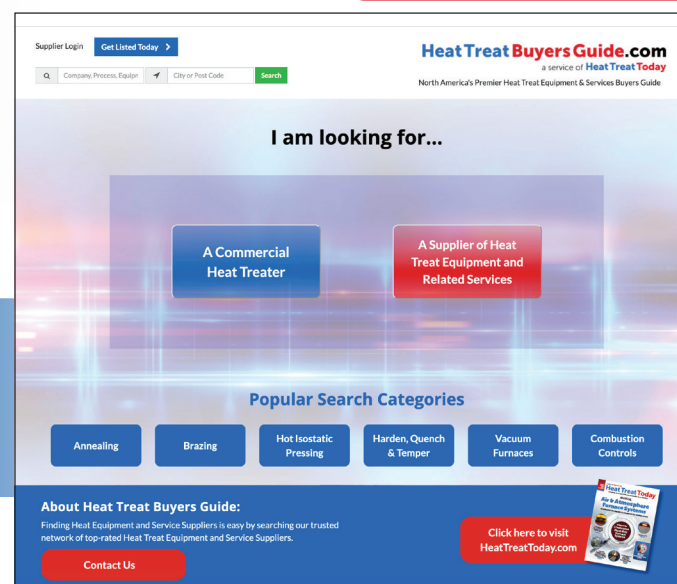 Supplier Login
Get Listed Today
Company, Process, Equipn
City or Post Code
Search
Heat Treat Buyers Guide.com
a service of Heat Treat Today
North America's Premier Heat Treat Equipment & Services Buyers Guide
I am looking for...
A Commercial
Heat Treater
A Supplier of Heat
Treat Equipment and
Related Services
Popular Search Categories
Annealing
Brazing
Hot Isostatic
Pressing
Harden, Quench
& Temper
Vacuum
Furnaces
Combustion
Controls
About Heat Treat Buyers Guide:
Finding Heat Equipment and Service Suppliers is easy by searching our trusted
network of top-rated Heat Treat Equipment and Service Suppliers.
Contact Us
Click here to visit
HeatTreatToday.com
Heat Treat Today
Air & Atmosphere
Furnace Systems